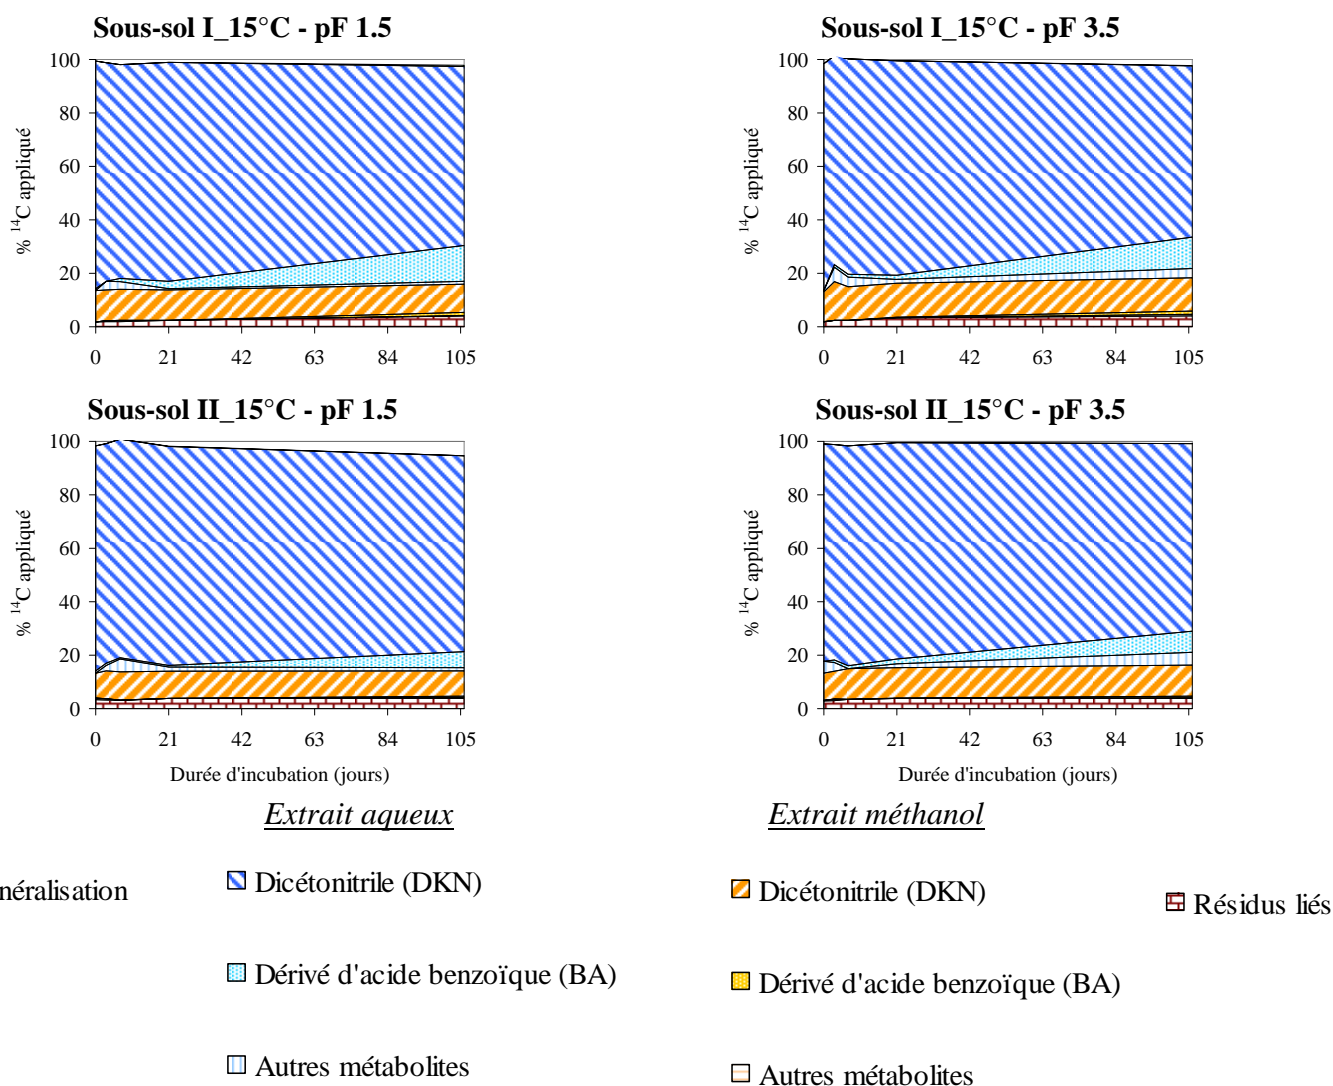 Sous-sol I_15°C - pF 1.5
% 14C appliqué
100
80
60
40
20
0
0 21 42 63 84 105
Sous-sol I_15°C - pF 3.5
% 14C appliqué
100
80
60
40
20
0
0 21 42 63 84 105
Sous-sol II_15°C - pF 1.5
% 14C appliqué
100
80
60
40
20
0
0 21 42 63 84 105
Durée d'incubation (jours)
Sous-sol II_15°C - pF 3.5
% 14C appliqué
100
80
60
40
20
0
0 21 42 63 84 105
Durée d'incubation (jours)
Extrait aqueux
Extrait méthanol
néralisation
Dicétonitrile (DKN)
Dicétonitrile (DKN)
Résidus liés
Dérivé d'acide benzoïque (BA)
Dérivé d'acide benzoïque (BA)
Autres métabolites
Autres métabolites